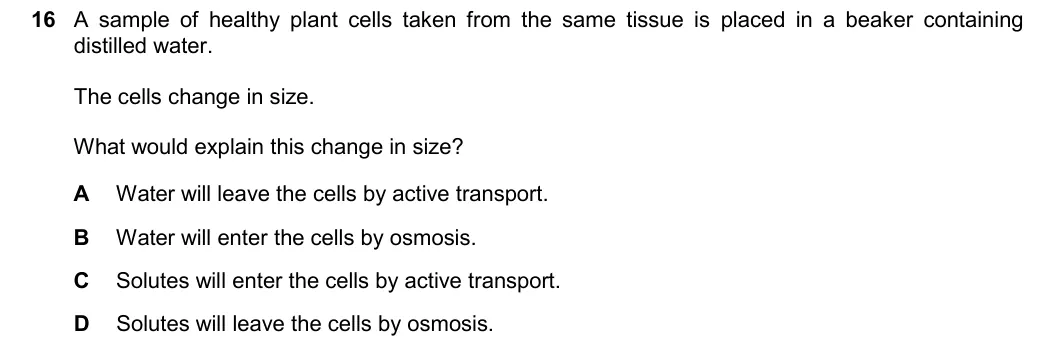 16 A sample of healthy plant cells taken from the same tissue is placed in a beaker containing
distilled water.
The cells change in size.
What would explain this change in size?
A Water will leave the cells by active transport.
B Water will enter the cells by osmosis.
C Solutes will enter the cells by active transport.
D Solutes will leave the cells by osmosis.